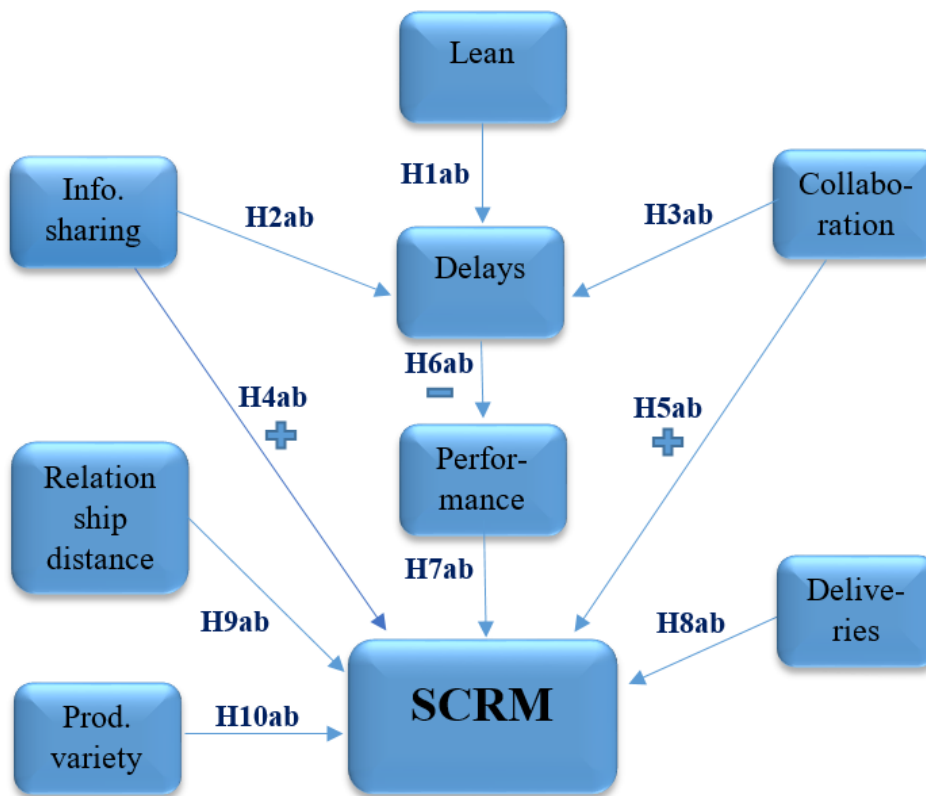 Lean
H1ab
Info.
sharing
Collabo-
ration
H2ab
H3ab
Delays
H6ab
H4ab
H5ab
Perfor-
mance
Relation
ship
distance
H7ab
Delive-
ries
H9ab
H8ab
SCRM
Prod.
variety
H10ab